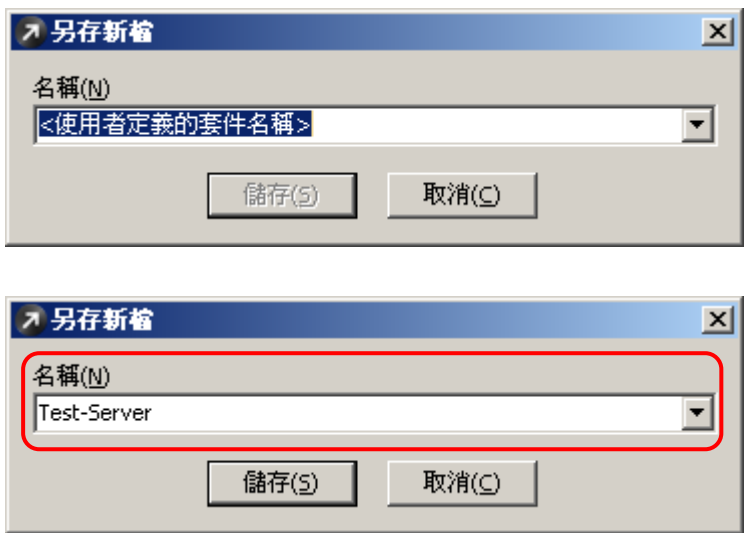 另存新檔
名稱(N)
<使用者定義的套件名稱>
儲存(S) 取消(C)
另存新檔
名稱(N)
Test-Server
儲存(S) 取消(C)